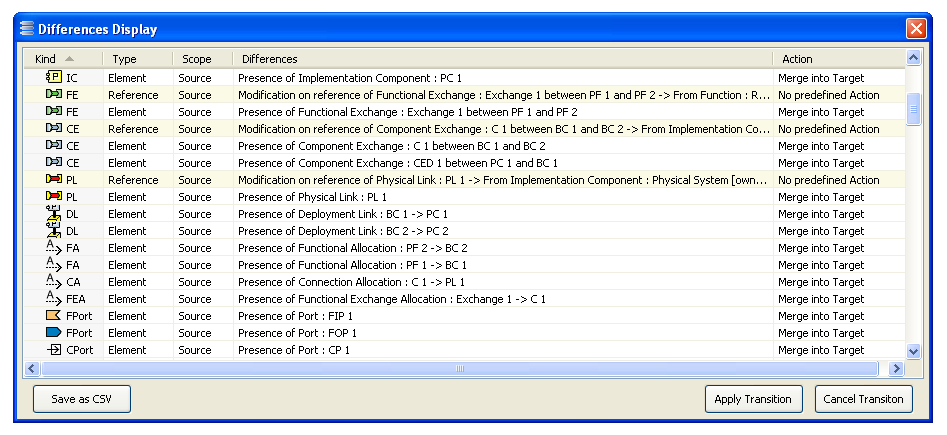 Differences Display
Kind Type Scope Differences Action
IC Element Source Presence of Implementation Component : PC 1 Merge into Target
FE Reference Source Modification on reference of Functional Exchange : Exchange 1 between PF 1 and PF 2 -> From Function : R... No predefined Action
FE Element Source Presence of Functional Exchange : Exchange 1 between PF 1 and PF 2 Merge into Target
CE Reference Source Modification on reference of Component Exchange : C 1 between BC 1 and BC 2 -> From Implementation Co... No predefined Action
CE Element Source Presence of Component Exchange : C 1 between BC 1 and BC 2 Merge into Target
CE Element Source Presence of Component Exchange : CED 1 between PC 1 and BC 1 Merge into Target
PL Reference Source Modification on reference of Physical Link : PL 1 -> From Implementation Component : Physical System [own... No predefined Action
PL Element Source Presence of Physical Link : PL 1 Merge into Target
DL Element Source Presence of Deployment Link : BC 1 -> PC 1 Merge into Target
DL Element Source Presence of Deployment Link : BC 2 -> PC 2 Merge into Target
FA Element Source Presence of Functional Allocation : PF 2 -> BC 2 Merge into Target
FA Element Source Presence of Functional Allocation : PF 1 -> BC 1 Merge into Target
CA Element Source Presence of Connection Allocation : C 1 -> PL 1 Merge into Target
FEA Element Source Presence of Functional Exchange Allocation : Exchange 1 -> C 1 Merge into Target
FPort Element Source Presence of Port : FIP 1 Merge into Target
FPort Element Source Presence of Port : FOP 1 Merge into Target
CPort Element Source Presence of Port : CP 1 Merge into Target
Save as CSV Apply Transition Cancel Transiton